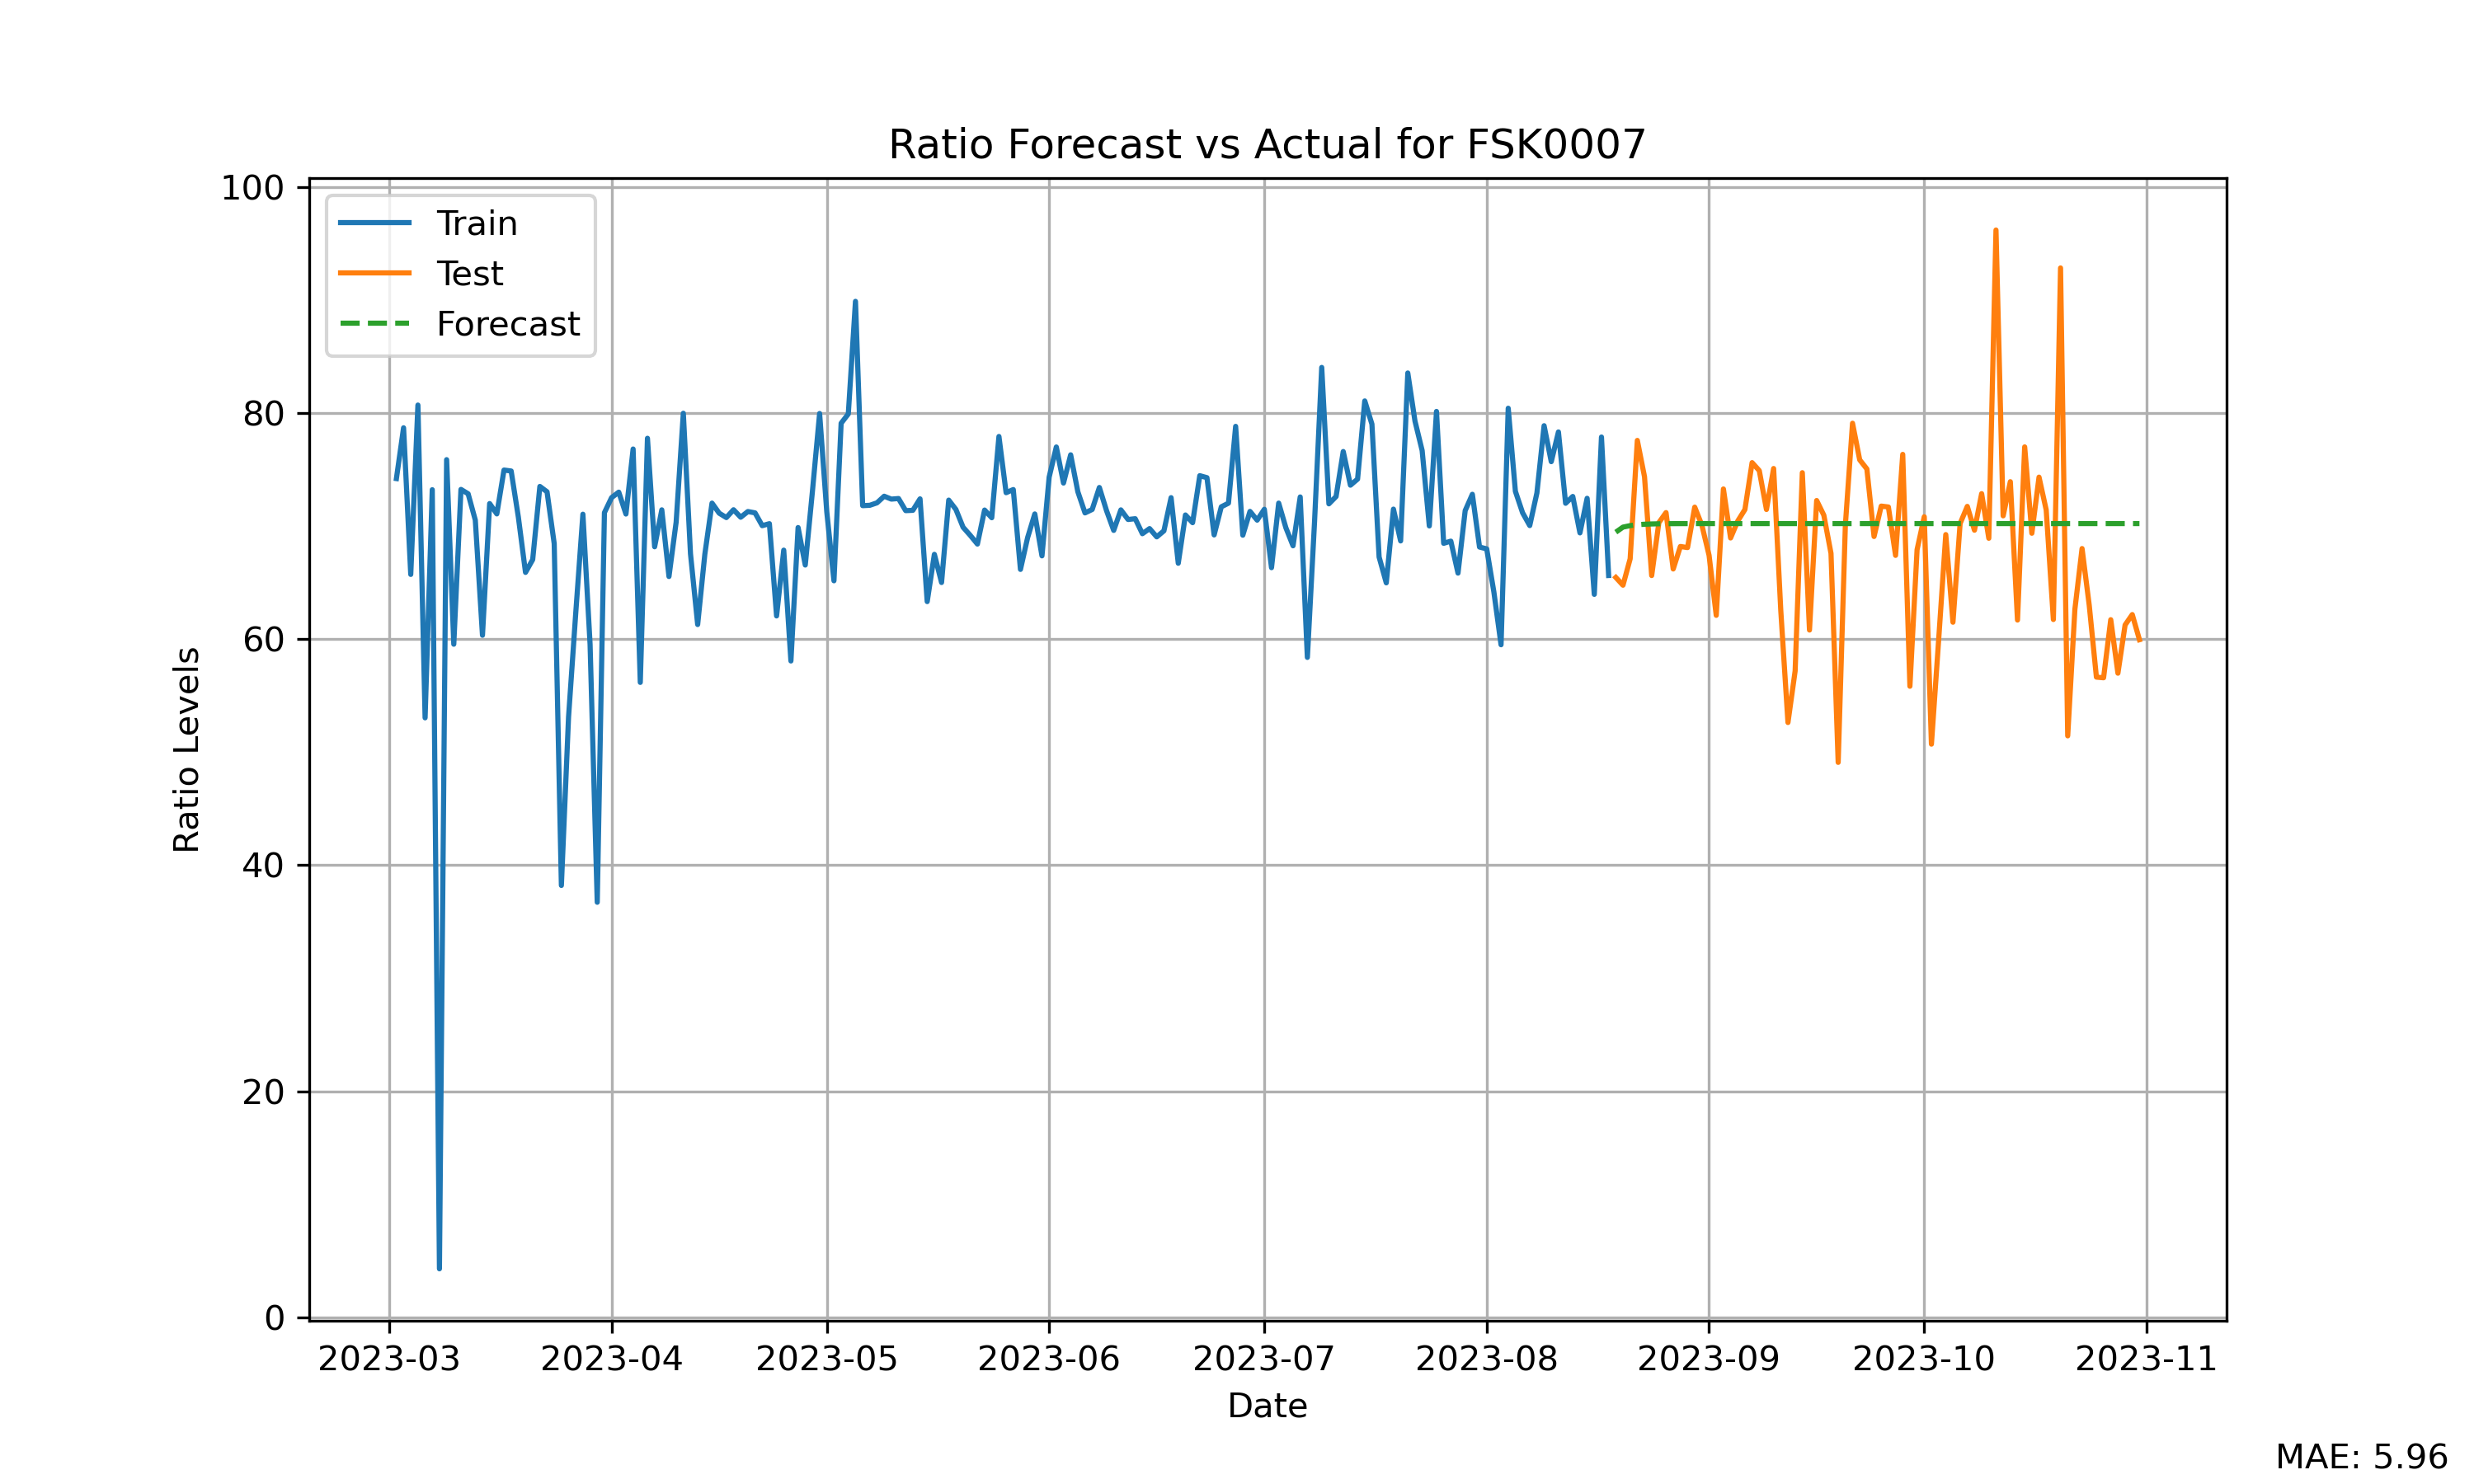 Ratio Forecast vs Actual for FSK0007
Train
Test
Forecast
Ratio Levels
100
80
60
40
20
0
2023-03 2023-04 2023-05 2023-06 2023-07 2023-08 2023-09 2023-10 2023-11
Date
MAE: 5.96